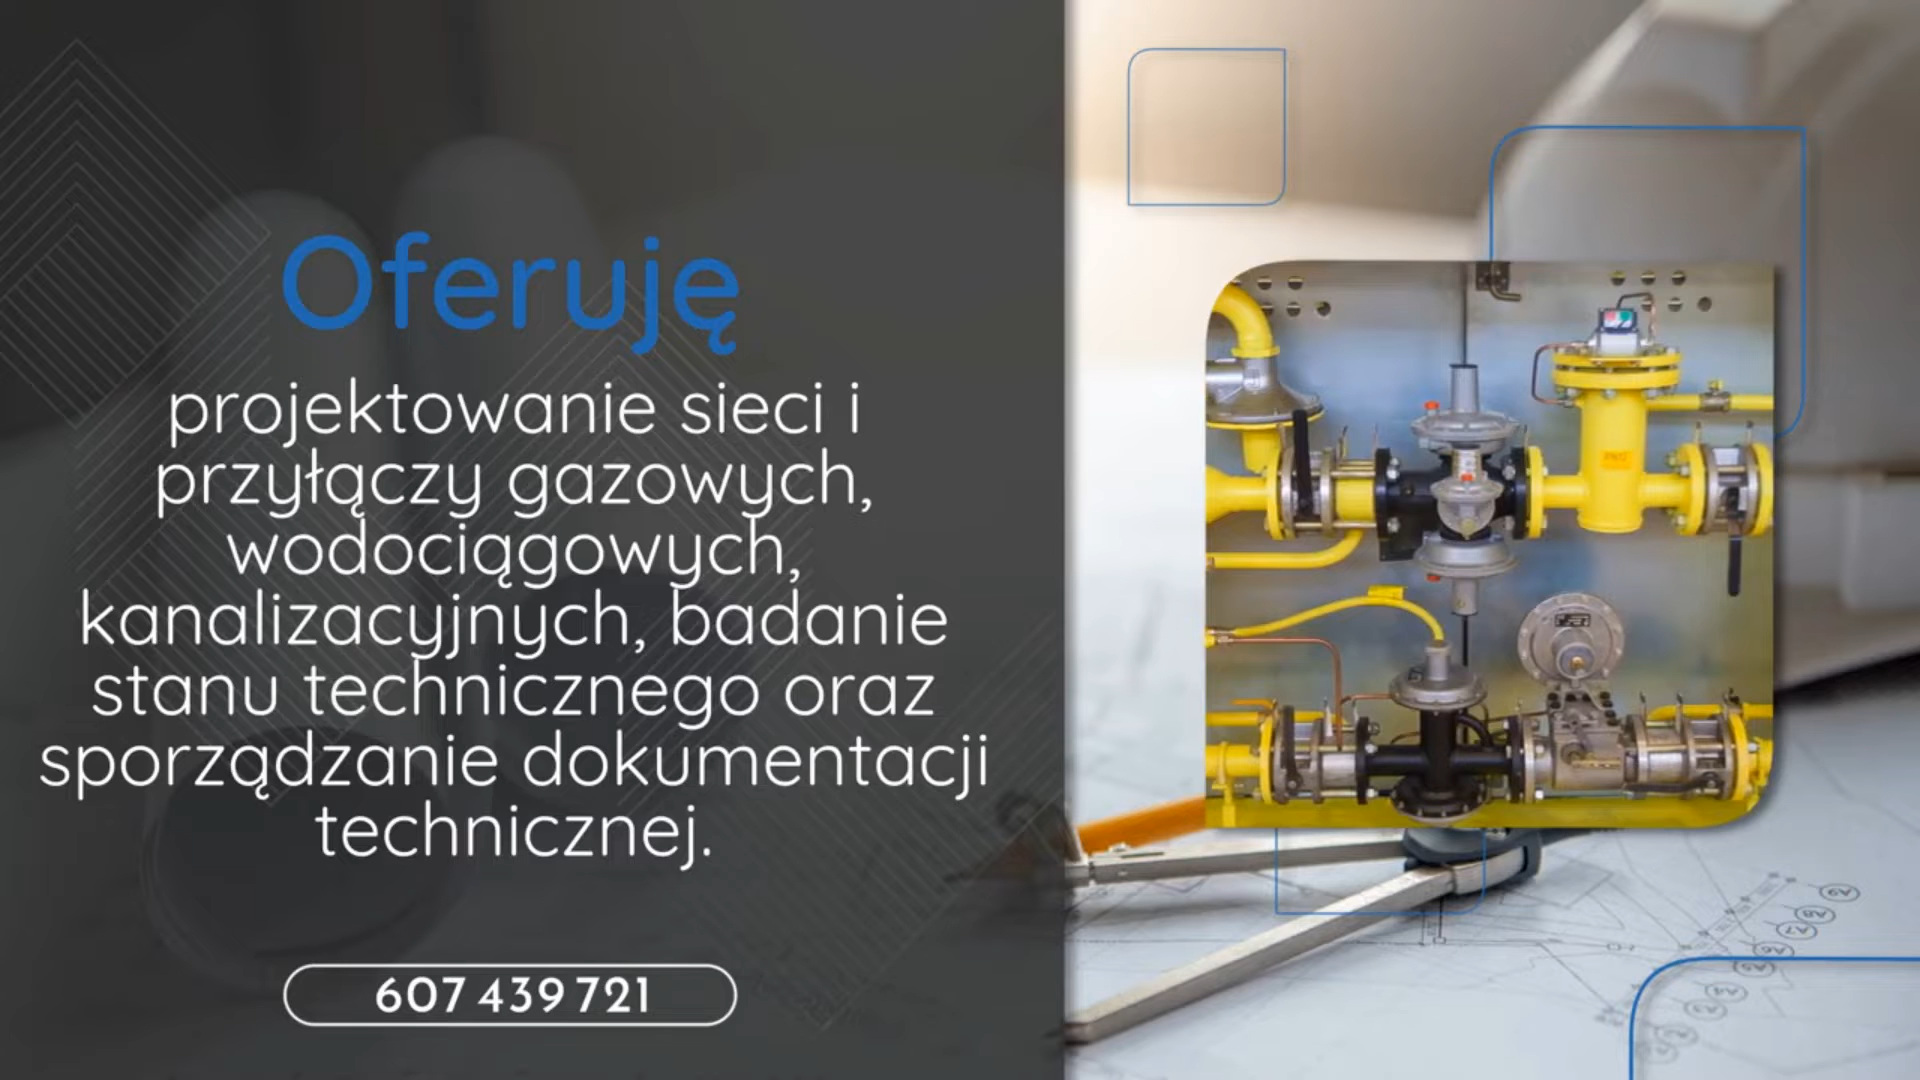 Oferuję
projektowanie sieci i
przyłączy gazowych,
wodociągowych,
kanalizacyjnych, badanie
stanu technicznego oraz
sporządzanie dokumentacji
technicznej.
607 439 721